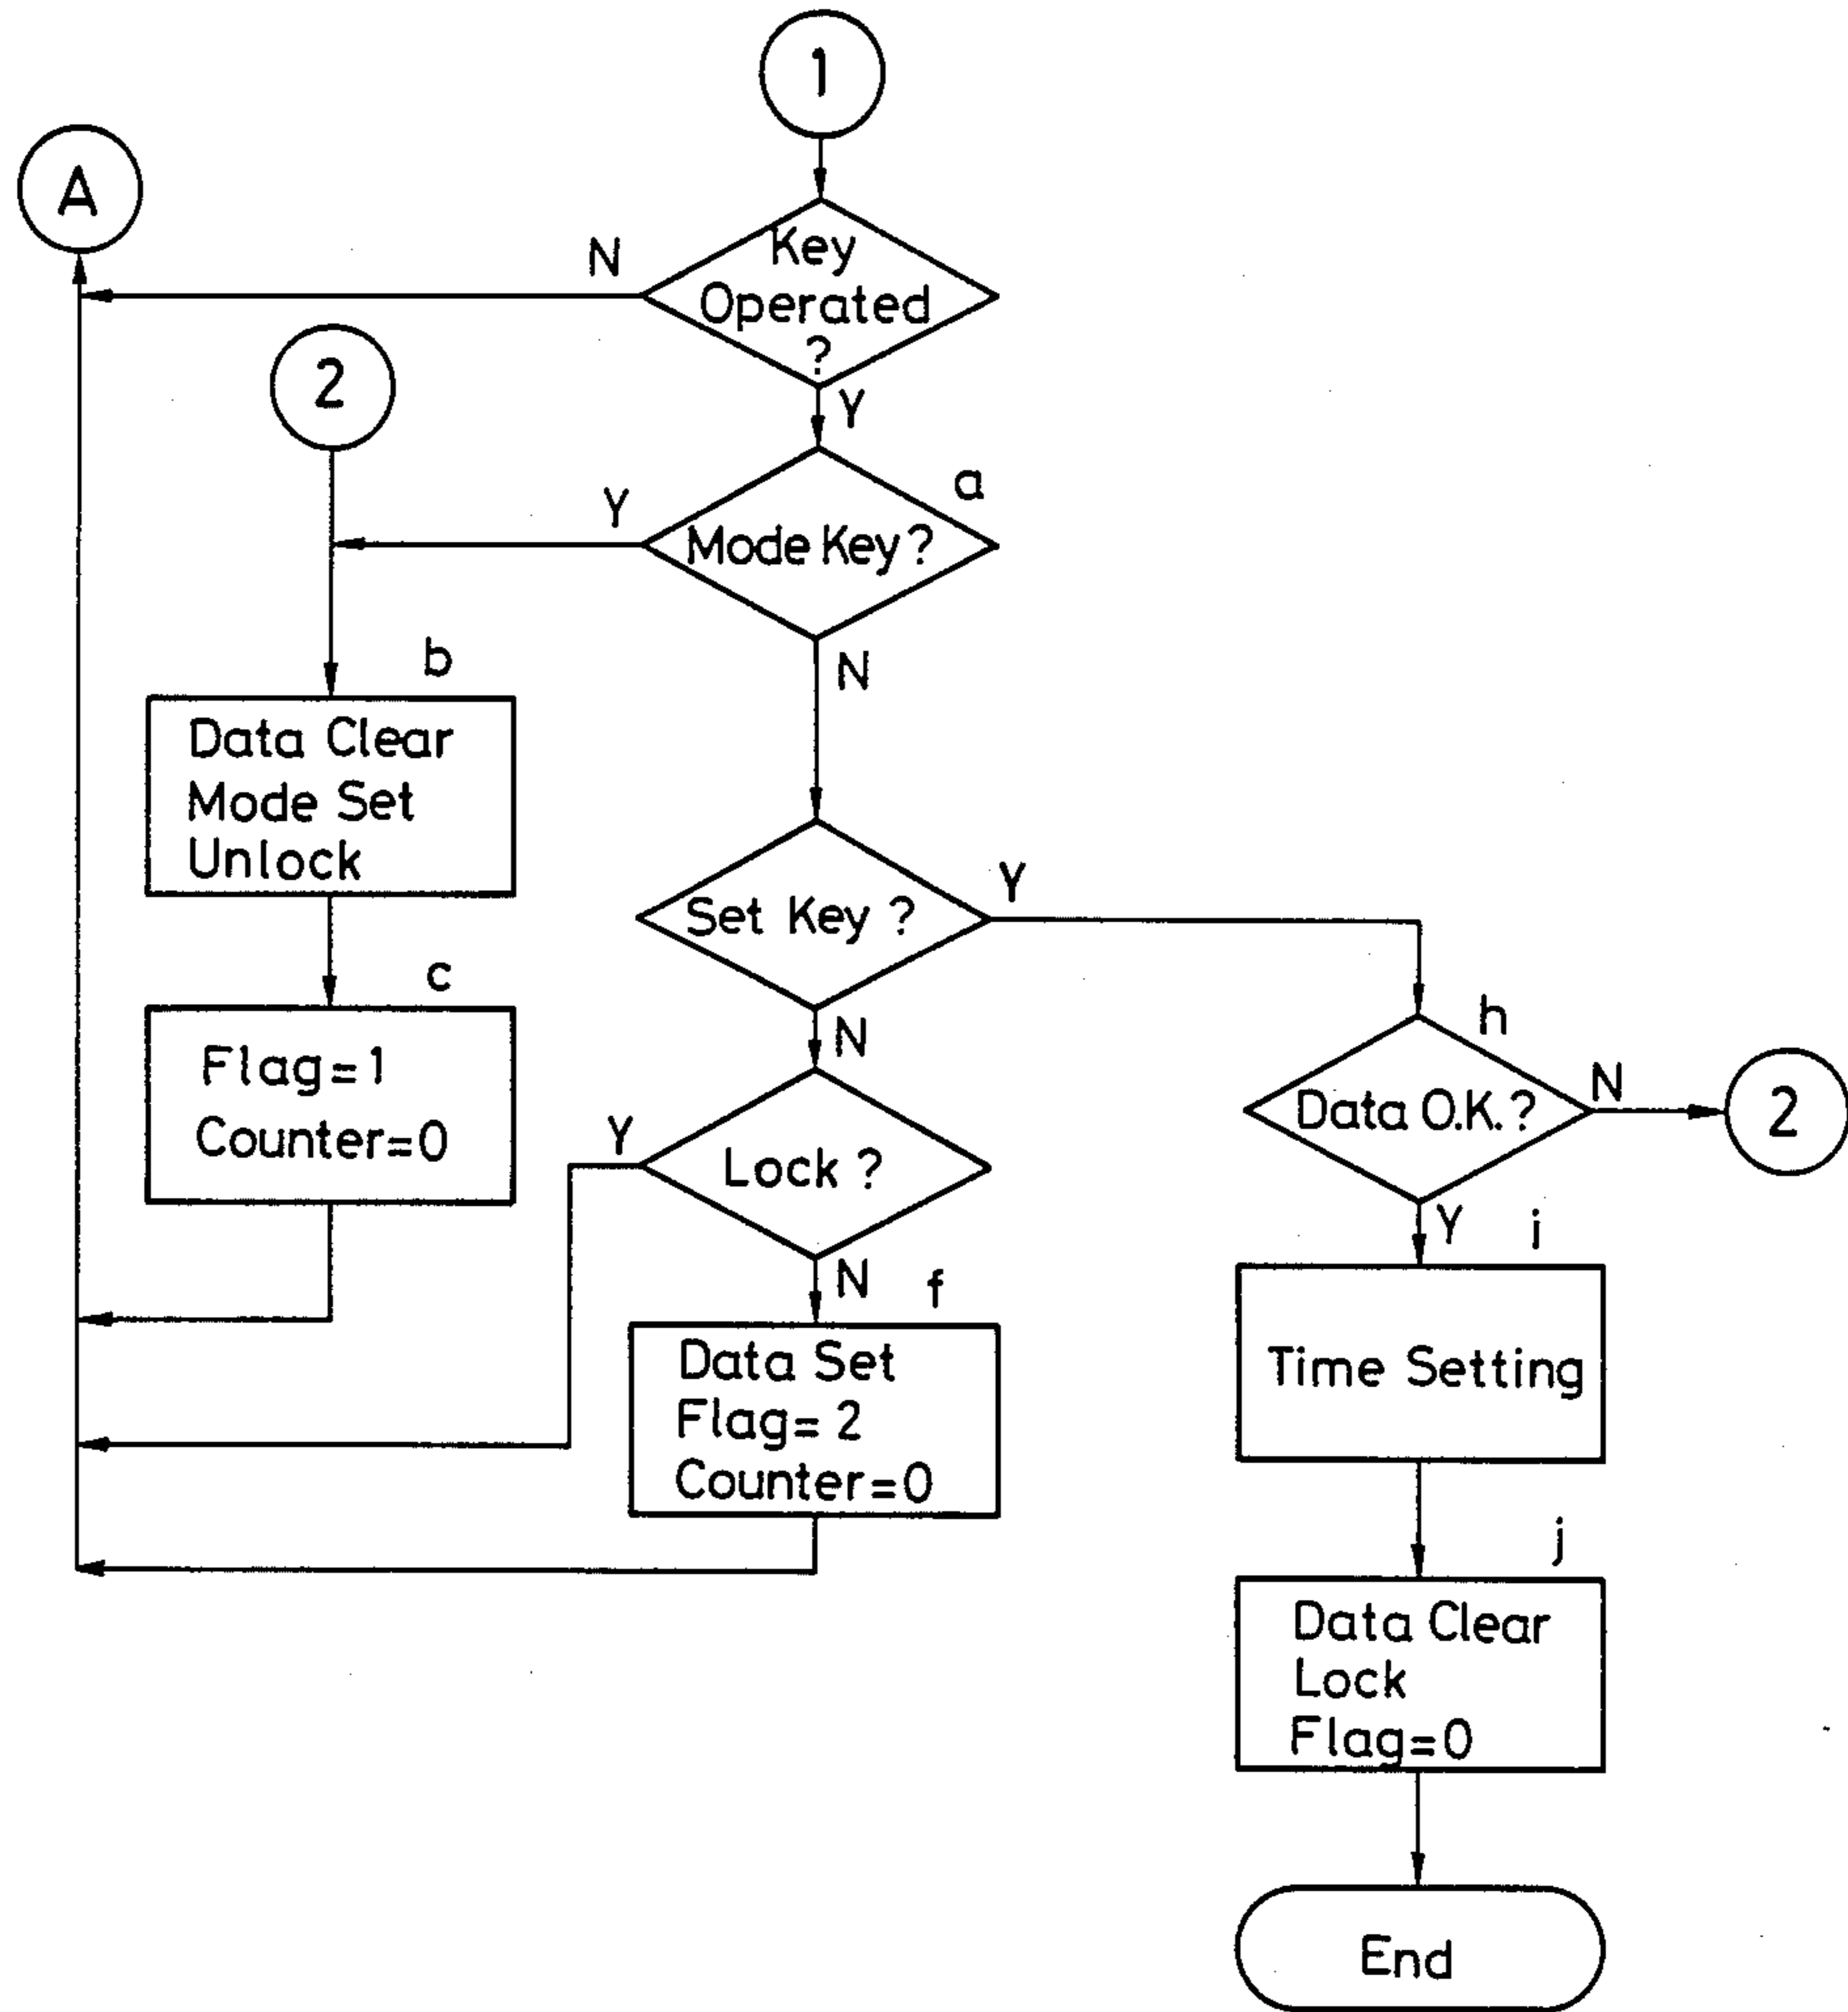 1
A
N
Key
Operated
?
2
Y
a
Y
Mode Key?
N
b
Data Clear
Mode Set
Unlock
Set Key ?
Y
c
Flag=1
Counter=0
N
h
Data O.K.?
N
2
Y
Lock ?
Y
i
N
f
Data Set
Flag=2
Counter=0
Time Setting
j
Data Clear
Lock
Flag=0
End